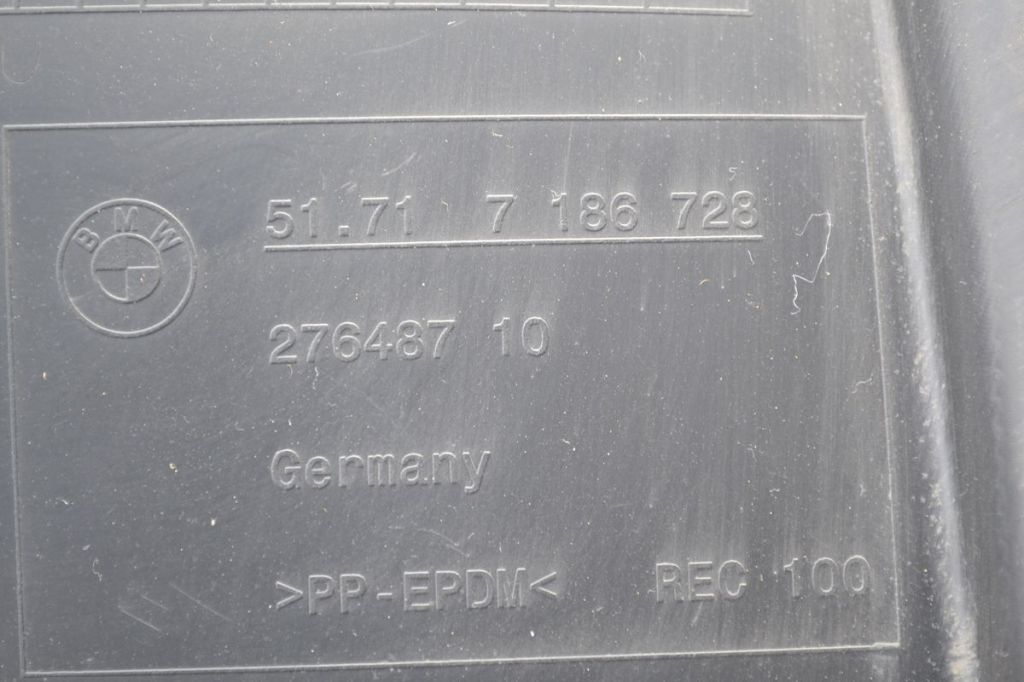 BMW
51.71 7 186 728
276487 10
Germany
>PP-EPDM< REC 100